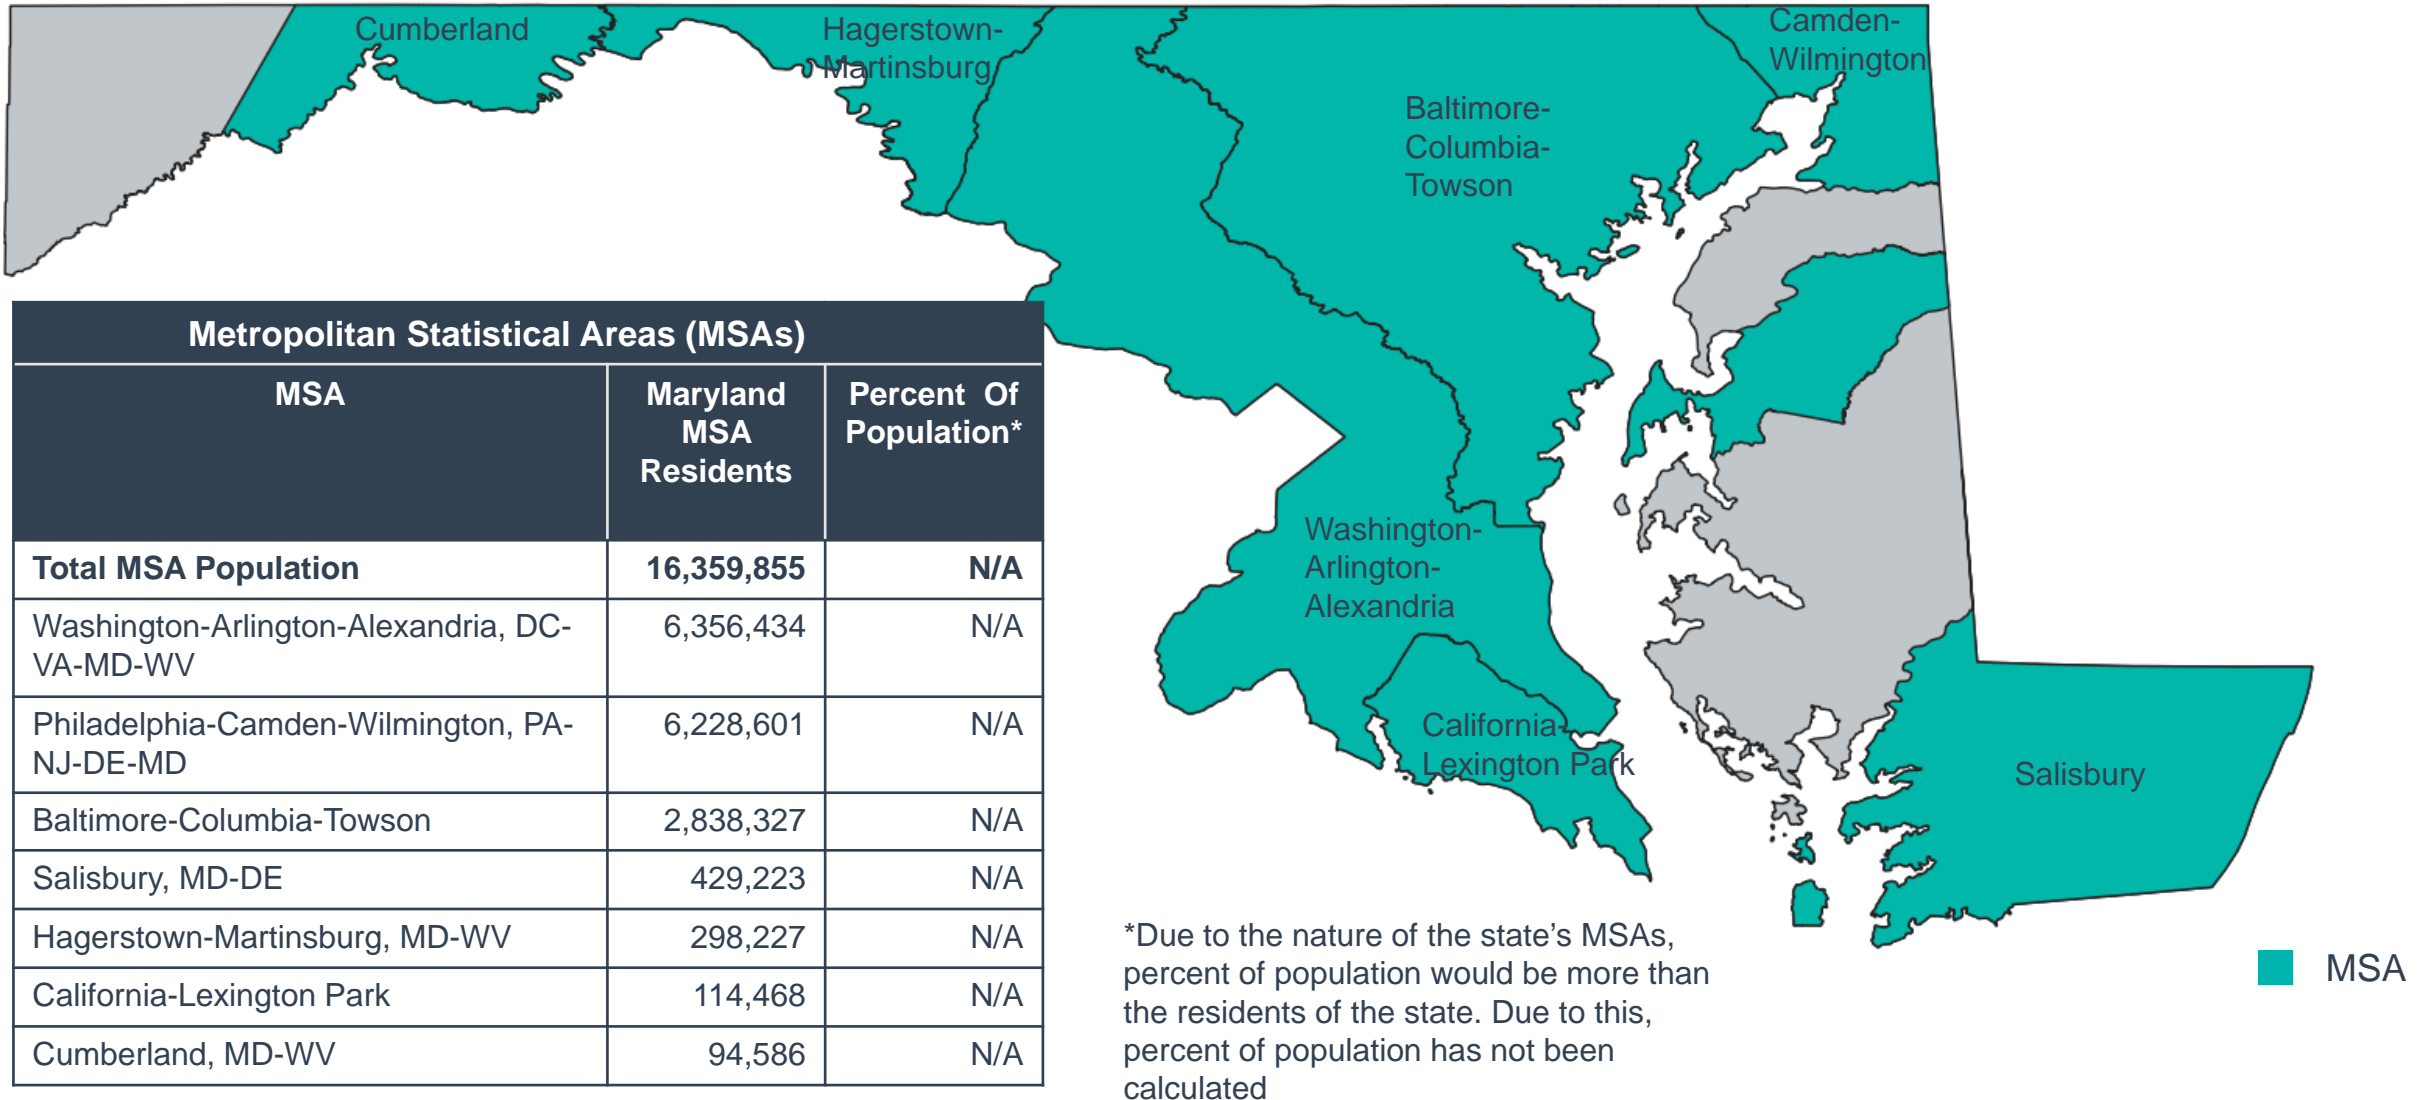 Cumberland
Hagerstown-
Martinsburg
Camden-
Wilmington
Baltimore-
Columbia-
Towson
Washington-
Arlington-
Alexandria
California-
Lexington Park
Salisbury
Metropolitan Statistical Areas (MSAs)
MSA
Maryland
MSA
Residents
Percent Of
Population*
Total MSA Population 16,359,855 N/A
Washington-Arlington-Alexandria, DC-
VA-MD-WV
6,356,434 N/A
Philadelphia-Camden-Wilmington, PA-
NJ-DE-MD
6,228,601 N/A
Baltimore-Columbia-Towson 2,838,327 N/A
Salisbury, MD-DE 429,223 N/A
Hagerstown-Martinsburg, MD-WV 298,227 N/A
California-Lexington Park 114,468 N/A
Cumberland, MD-WV 94,586 N/A
*Due to the nature of the state’s MSAs,
percent of population would be more than
the residents of the state. Due to this,
percent of population has not been
calculated
MSA